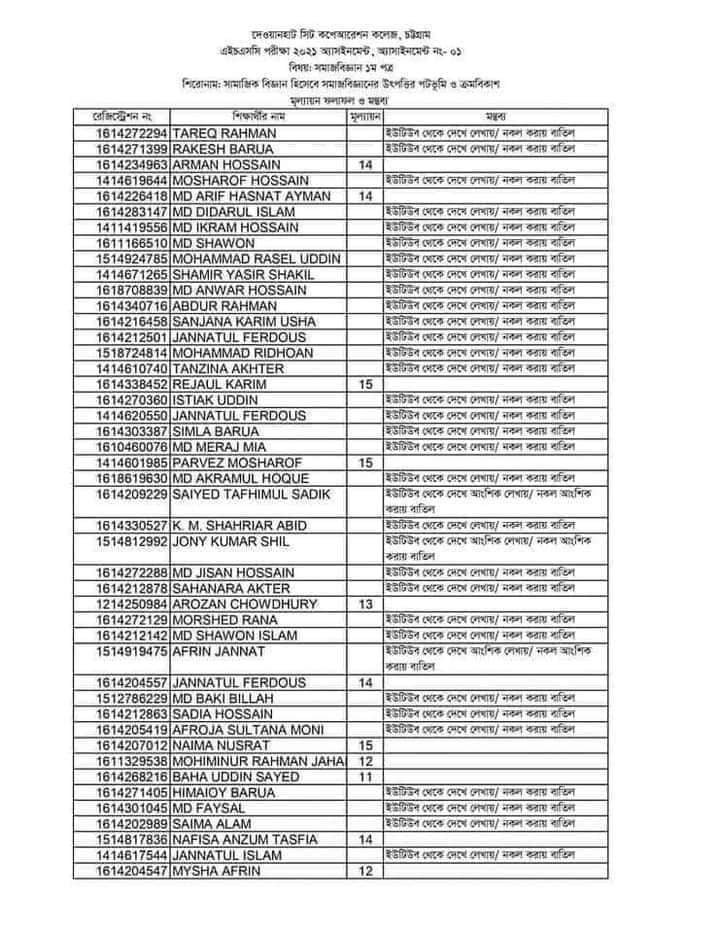 দেওয়ানহাট সিটি কর্পোরেশন কলেজ, চট্টগ্রাম
এইচএসসি পরীক্ষা ২০২১ অ্যাসইনমেন্ট, অ্যাসাইনমেন্ট নং- ০১
বিষয়: সমাজবিজ্ঞান ১ম পত্র
শিরোনাম: সামাজিক বিজ্ঞান হিসেবে সমাজবিজ্ঞানের উৎপত্তির পটভূমি ও ক্রমবিকাশ
মূল্যায়ন ফলাফল ও মন্তব্য
রেজিস্ট্রেশন নং শিক্ষার্থীর নাম মূল্যায়ন মন্তব্য
1614272294 TAREQ RAHMAN ইউটিউব থেকে দেখে লেখায়/ নকল করায় বাতিল
1614271399 RAKESH BARUA ইউটিউব থেকে দেখে লেখায়/ নকল করায় বাতিল
1614234963 ARMAN HOSSAIN 14
1414619644 MOSHAROF HOSSAIN ইউটিউব থেকে দেখে লেখায়/ নকল করায় বাতিল
1614226418 MD ARIF HASNAT AYMAN 14
1614283147 MD DIDARUL ISLAM ইউটিউব থেকে দেখে লেখায়/ নকল করায় বাতিল
1411419556 MD IKRAM HOSSAIN ইউটিউব থেকে দেখে লেখায়/ নকল করায় বাতিল
1611166510 MD SHAWON ইউটিউব থেকে দেখে লেখায়/ নকল করায় বাতিল
1514924785 MOHAMMAD RASEL UDDIN ইউটিউব থেকে দেখে লেখায়/ নকল করায় বাতিল
1414671265 SHAMIR YASIR SHAKIL ইউটিউব থেকে দেখে লেখায়/ নকল করায় বাতিল
1618708839 MD ANWAR HOSSAIN ইউটিউব থেকে দেখে লেখায়/ নকল করায় বাতিল
1614340716 ABDUR RAHMAN ইউটিউব থেকে দেখে লেখায়/ নকল করায় বাতিল
1614216458 SANJANA KARIM USHA ইউটিউব থেকে দেখে লেখায়/ নকল করায় বাতিল
1614212501 JANNATUL FERDOUS ইউটিউব থেকে দেখে লেখায়/ নকল করায় বাতিল
1518724814 MOHAMMAD RIDHOAN ইউটিউব থেকে দেখে লেখায়/ নকল করায় বাতিল
1414610740 TANZINA AKHTER ইউটিউব থেকে দেখে লেখায়/ নকল করায় বাতিল
1614338452 REJAUL KARIM 15
1614270360 ISTIAK UDDIN ইউটিউব থেকে দেখে লেখায়/ নকল করায় বাতিল
1414620550 JANNATUL FERDOUS ইউটিউব থেকে দেখে লেখায়/ নকল করায় বাতিল
1614303387 SIMLA BARUA ইউটিউব থেকে দেখে লেখায়/ নকল করায় বাতিল
1610460076 MD MERAJ MIA ইউটিউব থেকে দেখে লেখায়/ নকল করায় বাতিল
1414601985 PARVEZ MOSHAROF 15
1618619630 MD AKRAMUL HOQUE ইউটিউব থেকে দেখে লেখায়/ নকল করায় বাতিল
1614209229 SAIYED TAFHIMUL SADIK ইউটিউব থেকে দেখে আংশিক লেখায়/ নকল আংশিক
করায় বাতিল
1614330527 K. M. SHAHRIAR ABID ইউটিউব থেকে দেখে লেখায়/ নকল করায় বাতিল
1514812992 JONY KUMAR SHIL ইউটিউব থেকে দেখে আংশিক লেখায়/ নকল আংশিক
করায় বাতিল
1614272288 MD JISAN HOSSAIN ইউটিউব থেকে দেখে লেখায়/ নকল করায় বাতিল
1614212878 SAHANARA AKTER ইউটিউব থেকে দেখে লেখায়/ নকল করায় বাতিল
1214250984 AROZAN CHOWDHURY 13
1614272129 MORSHED RANA ইউটিউব থেকে দেখে লেখায়/ নকল করায় বাতিল
1614212142 MD SHAWON ISLAM ইউটিউব থেকে দেখে লেখায়/ নকল করায় বাতিল
1514919475 AFRIN JANNAT ইউটিউব থেকে দেখে আংশিক লেখায়/ নকল আংশিক
করায় বাতিল
1614204557 JANNATUL FERDOUS 14
1512786229 MD BAKI BILLAH ইউটিউব থেকে দেখে লেখায়/ নকল করায় বাতিল
1614212863 SADIA HOSSAIN ইউটিউব থেকে দেখে লেখায়/ নকল করায় বাতিল
1614205419 AFROJA SULTANA MONI ইউটিউব থেকে দেখে লেখায়/ নকল করায় বাতিল
1614207012 NAIMA NUSRAT 15
1611329538 MOHIMINUR RAHMAN JAHA 12
1614268216 BAHA UDDIN SAYED 11
1614271405 HIMAIOY BARUA ইউটিউব থেকে দেখে লেখায়/ নকল করায় বাতিল
1614301045 MD FAYSAL ইউটিউব থেকে দেখে লেখায়/ নকল করায় বাতিল
1614202989 SAIMA ALAM ইউটিউব থেকে দেখে লেখায়/ নকল করায় বাতিল
1514817836 NAFISA ANZUM TASFIA 14
1414617544 JANNATUL ISLAM ইউটিউব থেকে দেখে লেখায়/ নকল করায় বাতিল
1614204547 MYSHA AFRIN 12